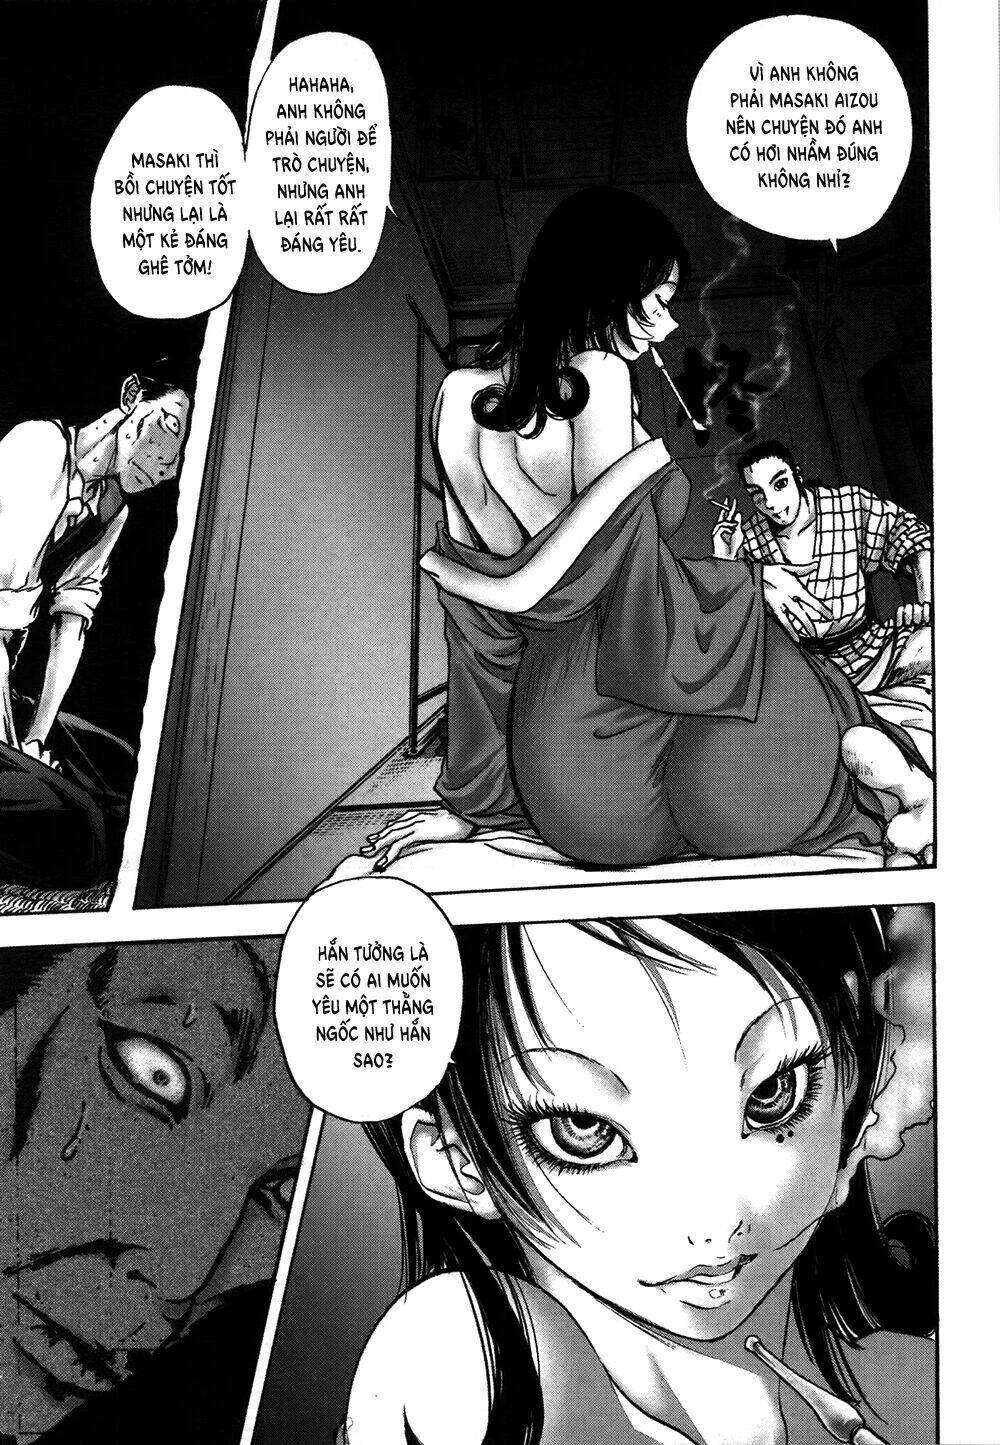 VÌ ANH KHÔNG
PHẢI MASAKI AIZOU
NÊN CHUYỆN ĐÓ ANH
CÓ HƠI NHẦM ĐÚNG
KHÔNG NHỈ?
HAHAHA,
ANH KHÔNG
PHẢI NGƯỜI ĐỂ
TRÒ CHUYỆN,
NHƯNG ANH
LẠI RẤT RẤT
ĐÁNG YÊU.
MASAKI THÌ
BỒI CHUYỆN TỐT
NHƯNG LẠI LÀ
MỘT KẺ ĐÁNG
GHÊ TỞM!
HẮN TƯỞNG LÀ
SẼ CÓ AI MUỐN
YÊU MỘT THẰNG
NGỐC NHƯ HẮN
SAO?